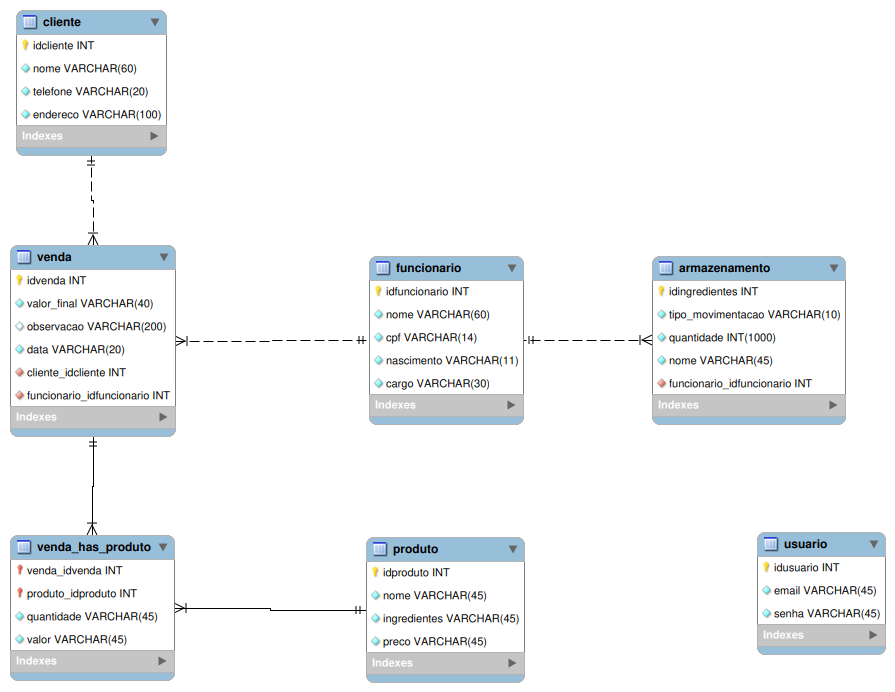 cliente
idcliente INT
nome VARCHAR(60)
telefone VARCHAR(20)
endereco VARCHAR(100)
Indexes
venda
idvenda INT
valor_final VARCHAR(40)
observacao VARCHAR(200)
data VARCHAR(20)
cliente_idcliente INT
funcionario_idfuncionario INT
Indexes
funcionario
idfuncionario INT
nome VARCHAR(60)
cpf VARCHAR(14)
nascimento VARCHAR(11)
cargo VARCHAR(30)
Indexes
armazenamento
idingredientes INT
tipo_movimentacao VARCHAR(10)
quantidade INT(1000)
nome VARCHAR(45)
funcionario_idfuncionario INT
Indexes
venda_has_produto
venda_idvenda INT
produto_idproduto INT
quantidade VARCHAR(45)
valor VARCHAR(45)
Indexes
produto
idproduto INT
nome VARCHAR(45)
ingredientes VARCHAR(45)
preco VARCHAR(45)
Indexes
usuario
idusuario INT
email VARCHAR(45)
senha VARCHAR(45)
Indexes